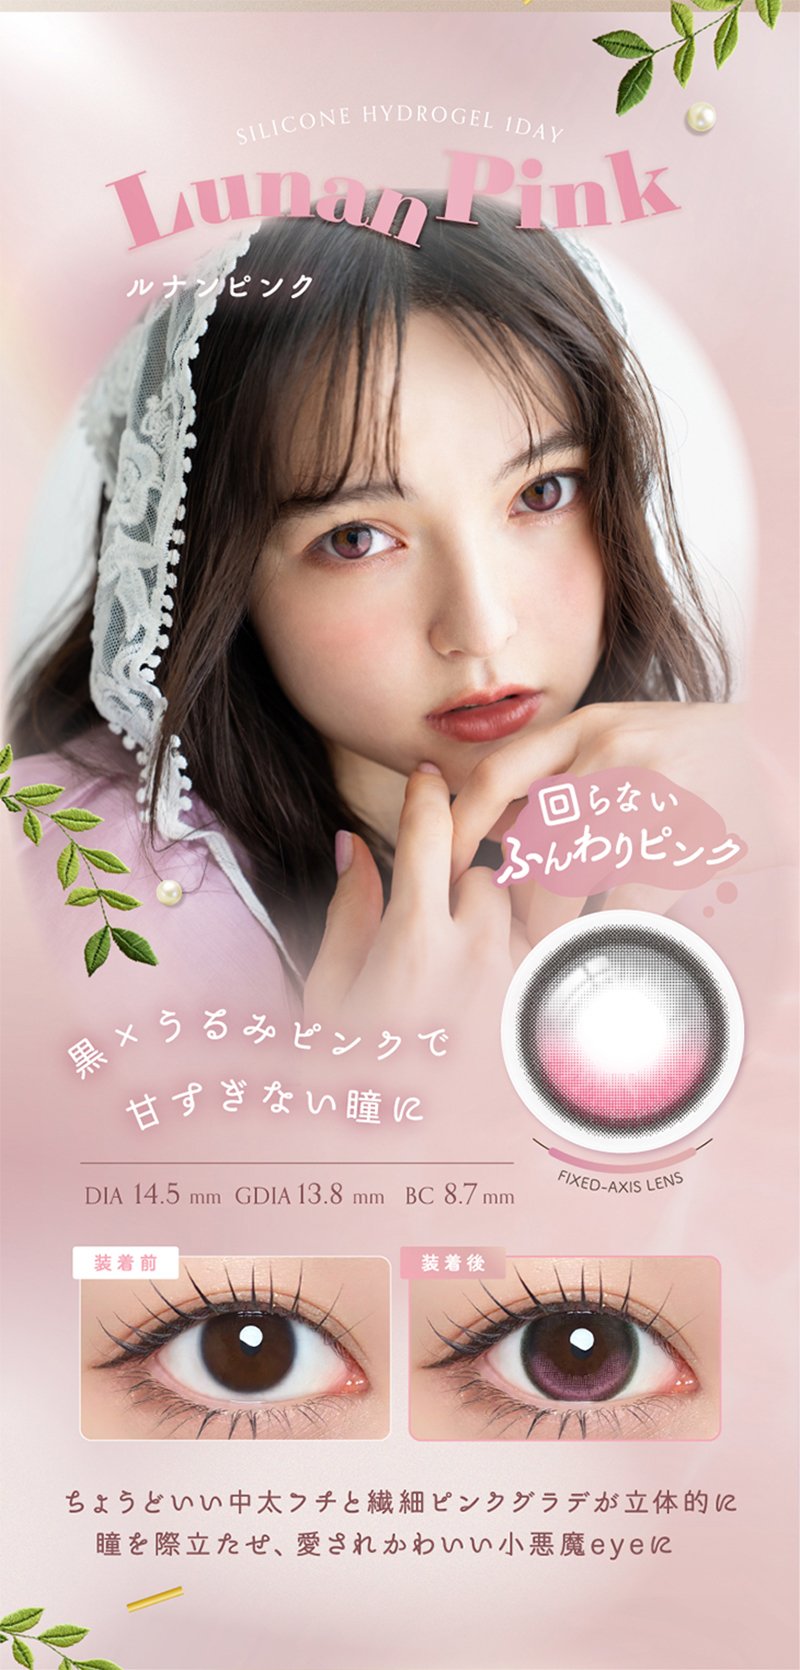 SILICONE HYDROGEL 1DAY
Lunan Pink
ルナンピンク
回らない
ふんわりピンク
黒×うるみピンクで
甘すぎない瞳に
FIXED-AXIS LENS
DIA 14.5 mm GDIA 13.8 mm BC 8.7 mm
装着前
装着後
ちょうどいい中太フチと繊細ピンクグラデが立体的に
瞳を際立たせ、愛されかわいい小悪魔eyeに